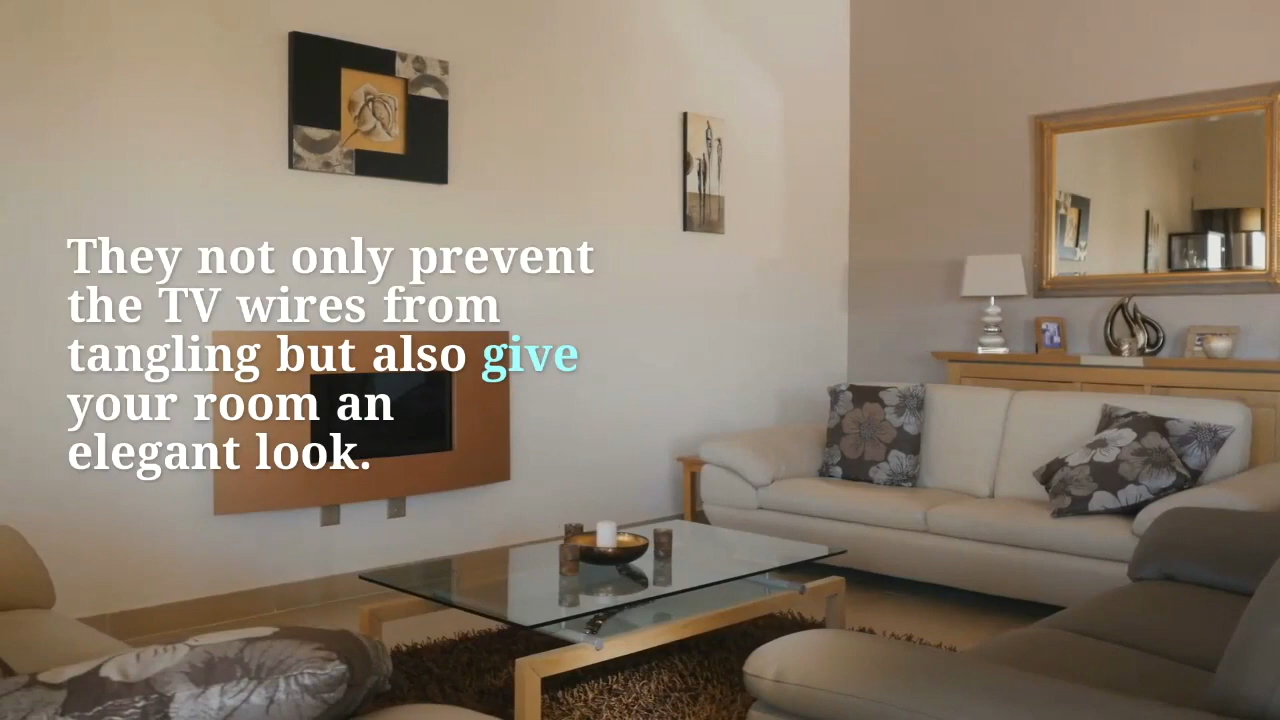 They not only prevent
the TV wires from
tangling but also give
your room an
elegant look.